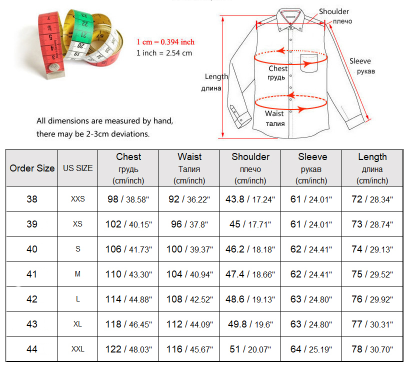 Shoulder
плечо
1 cm = 0.394 inch
1 inch = 2.54 cm
Length
длина
Chest
грудь
Sleeve
рукав
Waist
талия
All dimensions are measured by hand,
there may be 2-3cm deviations.
Order Size US SIZE Chest Waist Shoulder Sleeve Length
грудь Талия плечо рукав длина
(cm/inch) (cm/inch) (cm/inch) (cm/inch) (cm/inch)
38 XXS 98 / 38.58" 92 / 36.22" 43.8 / 17.24" 61 / 24.01" 72 / 28.34"
39 XS 102 / 40.15" 96 / 37.8" 45 / 17.71" 61 / 24.01" 73 / 28.74"
40 S 106 / 41.73" 100 / 39.37" 46.2 / 18.18" 62 / 24.41" 74 / 29.13"
41 M 110 / 43.30" 104 / 40.94" 47.4 / 18.66" 62 / 24.41" 75 / 29.52"
42 L 114 / 44.88" 108 / 42.52" 48.6 / 19.13" 63 / 24.80" 76 / 29.92"
43 XL 118 / 46.45" 112 / 44.09" 49.8 / 19.6" 63 / 24.80" 77 / 30.31"
44 XXL 122 / 48.03" 116 / 45.67" 51 / 20.07" 64 / 25.19" 78 / 30.70"